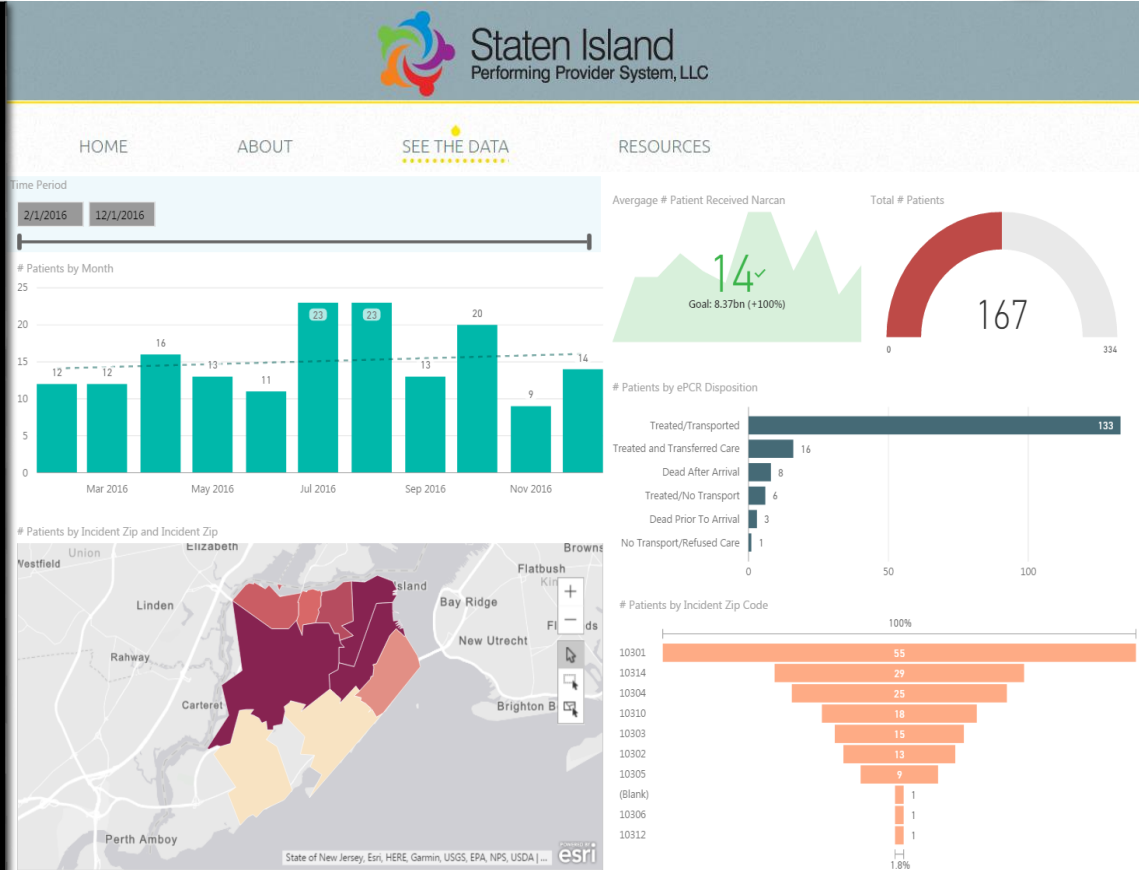 Staten Island
Performing Provider System, LLC
HOME ABOUT SEE THE DATA RESOURCES
Time Period
2/1/2016 12/1/2016
# Patients by Month
25
20
15
10
5
0
12 12 16 13 11 23 23 13 20 9 14
Mar 2016 May 2016 Jul 2016 Sep 2016 Nov 2016
Avergage # Patient Received Narcan
14
Goal: 8.37bn (+100%)
Total # Patients
167
0 334
# Patients by ePCR Disposition
Treated/Transported 133
Treated and Transferred Care 16
Dead After Arrival 8
Treated/No Transport 6
Dead Prior To Arrival 3
No Transport/Refused Care 1
0 50 100
# Patients by Incident Zip and Incident Zip
Union
Elizabeth
Browns
Westfield
Flatbush
Kin
Island
Linden
Bay Ridge
Fl ds
New Utrecht
Rahway
Carteret
Brighton B
Perth Amboy
State of New Jersey, Esri, HERE, Garmin, USGS, EPA, NPS, USDA | ...
POWERED BY
esri
# Patients by Incident Zip Code
100%
10301 55
10314 29
10304 25
10310 18
10303 15
10302 13
10305 9
(Blank) 1
10306 1
10312 1
1.8%